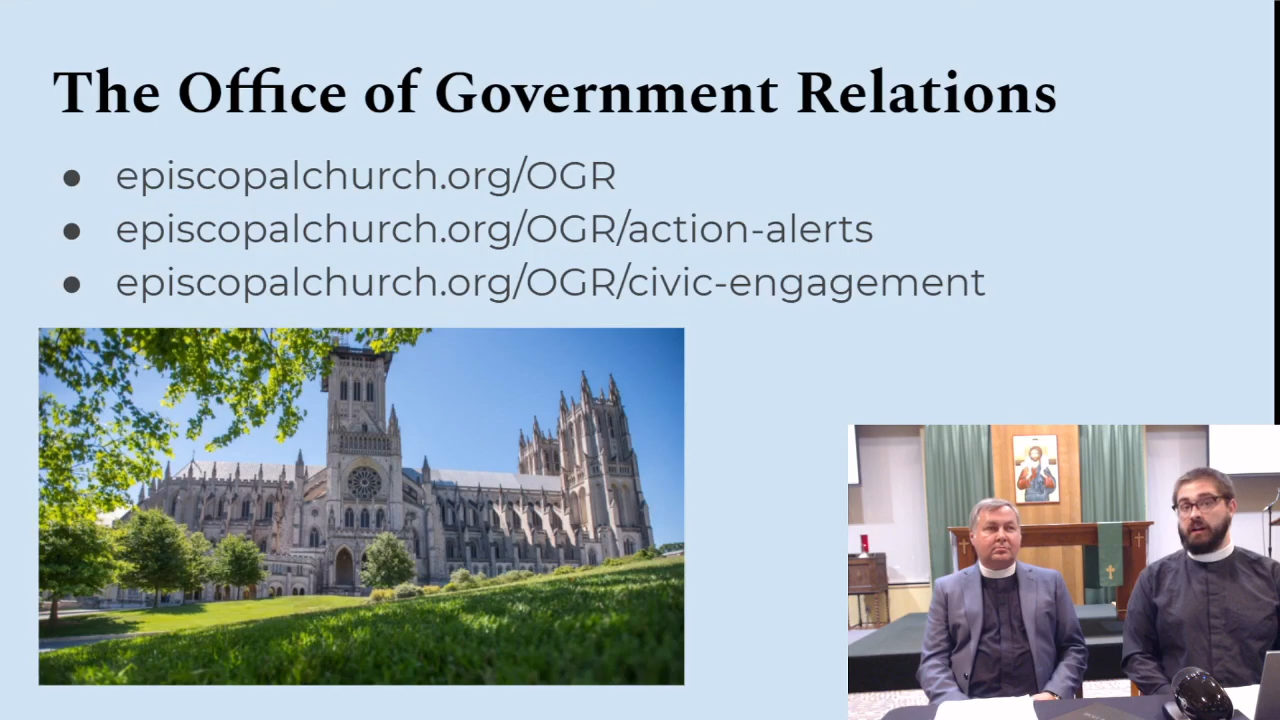 The Office of Government Relations
episcopalchurch.org/OGR
episcopalchurch.org/OGR/action-alerts
episcopalchurch.org/OGR/civic-engagement